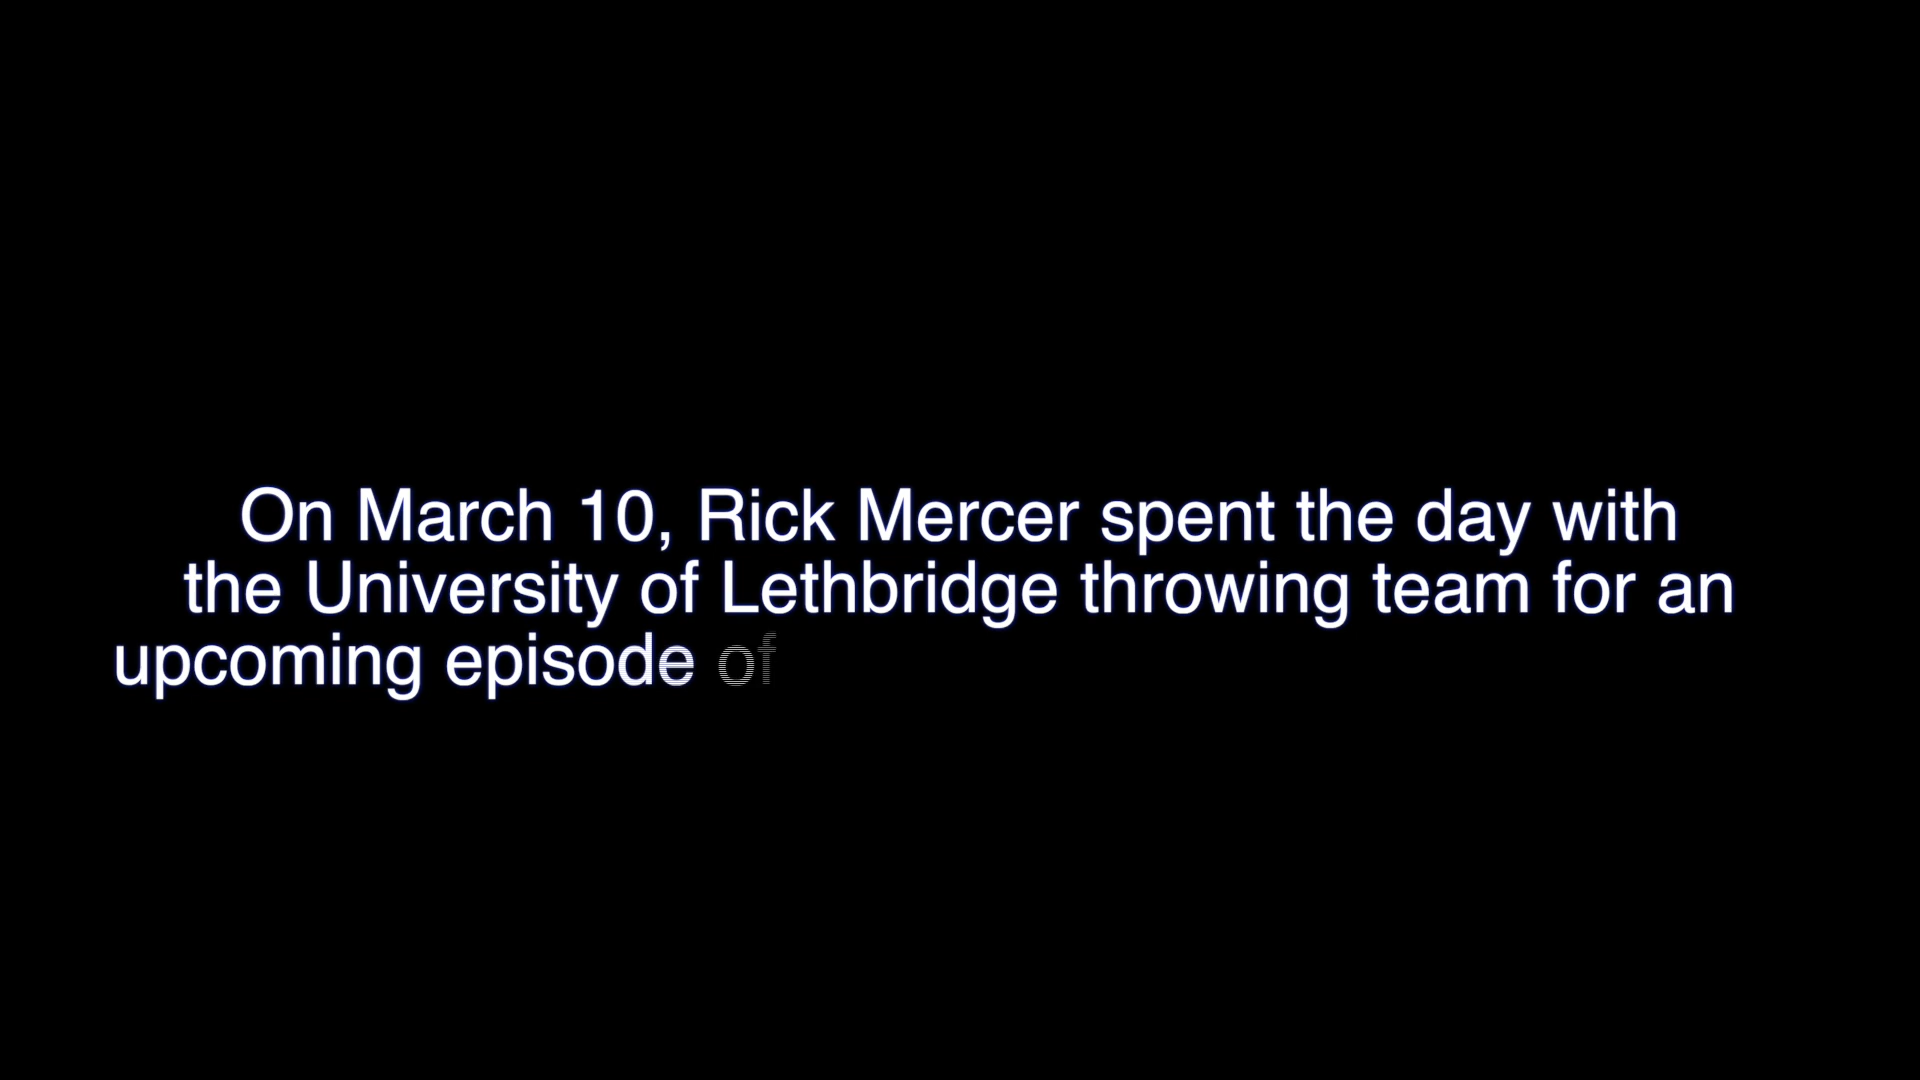 On March 10, Rick Mercer spent the day with
the University of Lethbridge throwing team for an
upcoming episode of